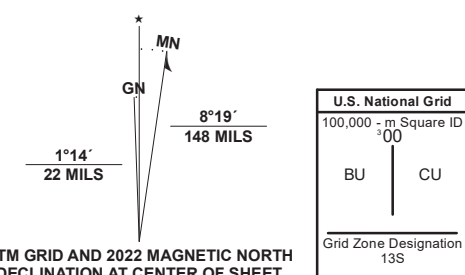 MN
GN
8°19´
148 MILS
1°14´
22 MILS
TM GRID AND 2022 MAGNETIC NORTH
DECLINATION AT CENTER OF SHEET
U.S. National Grid
100,000 - m Square ID
³00
BU CU
Grid Zone Designation
13S